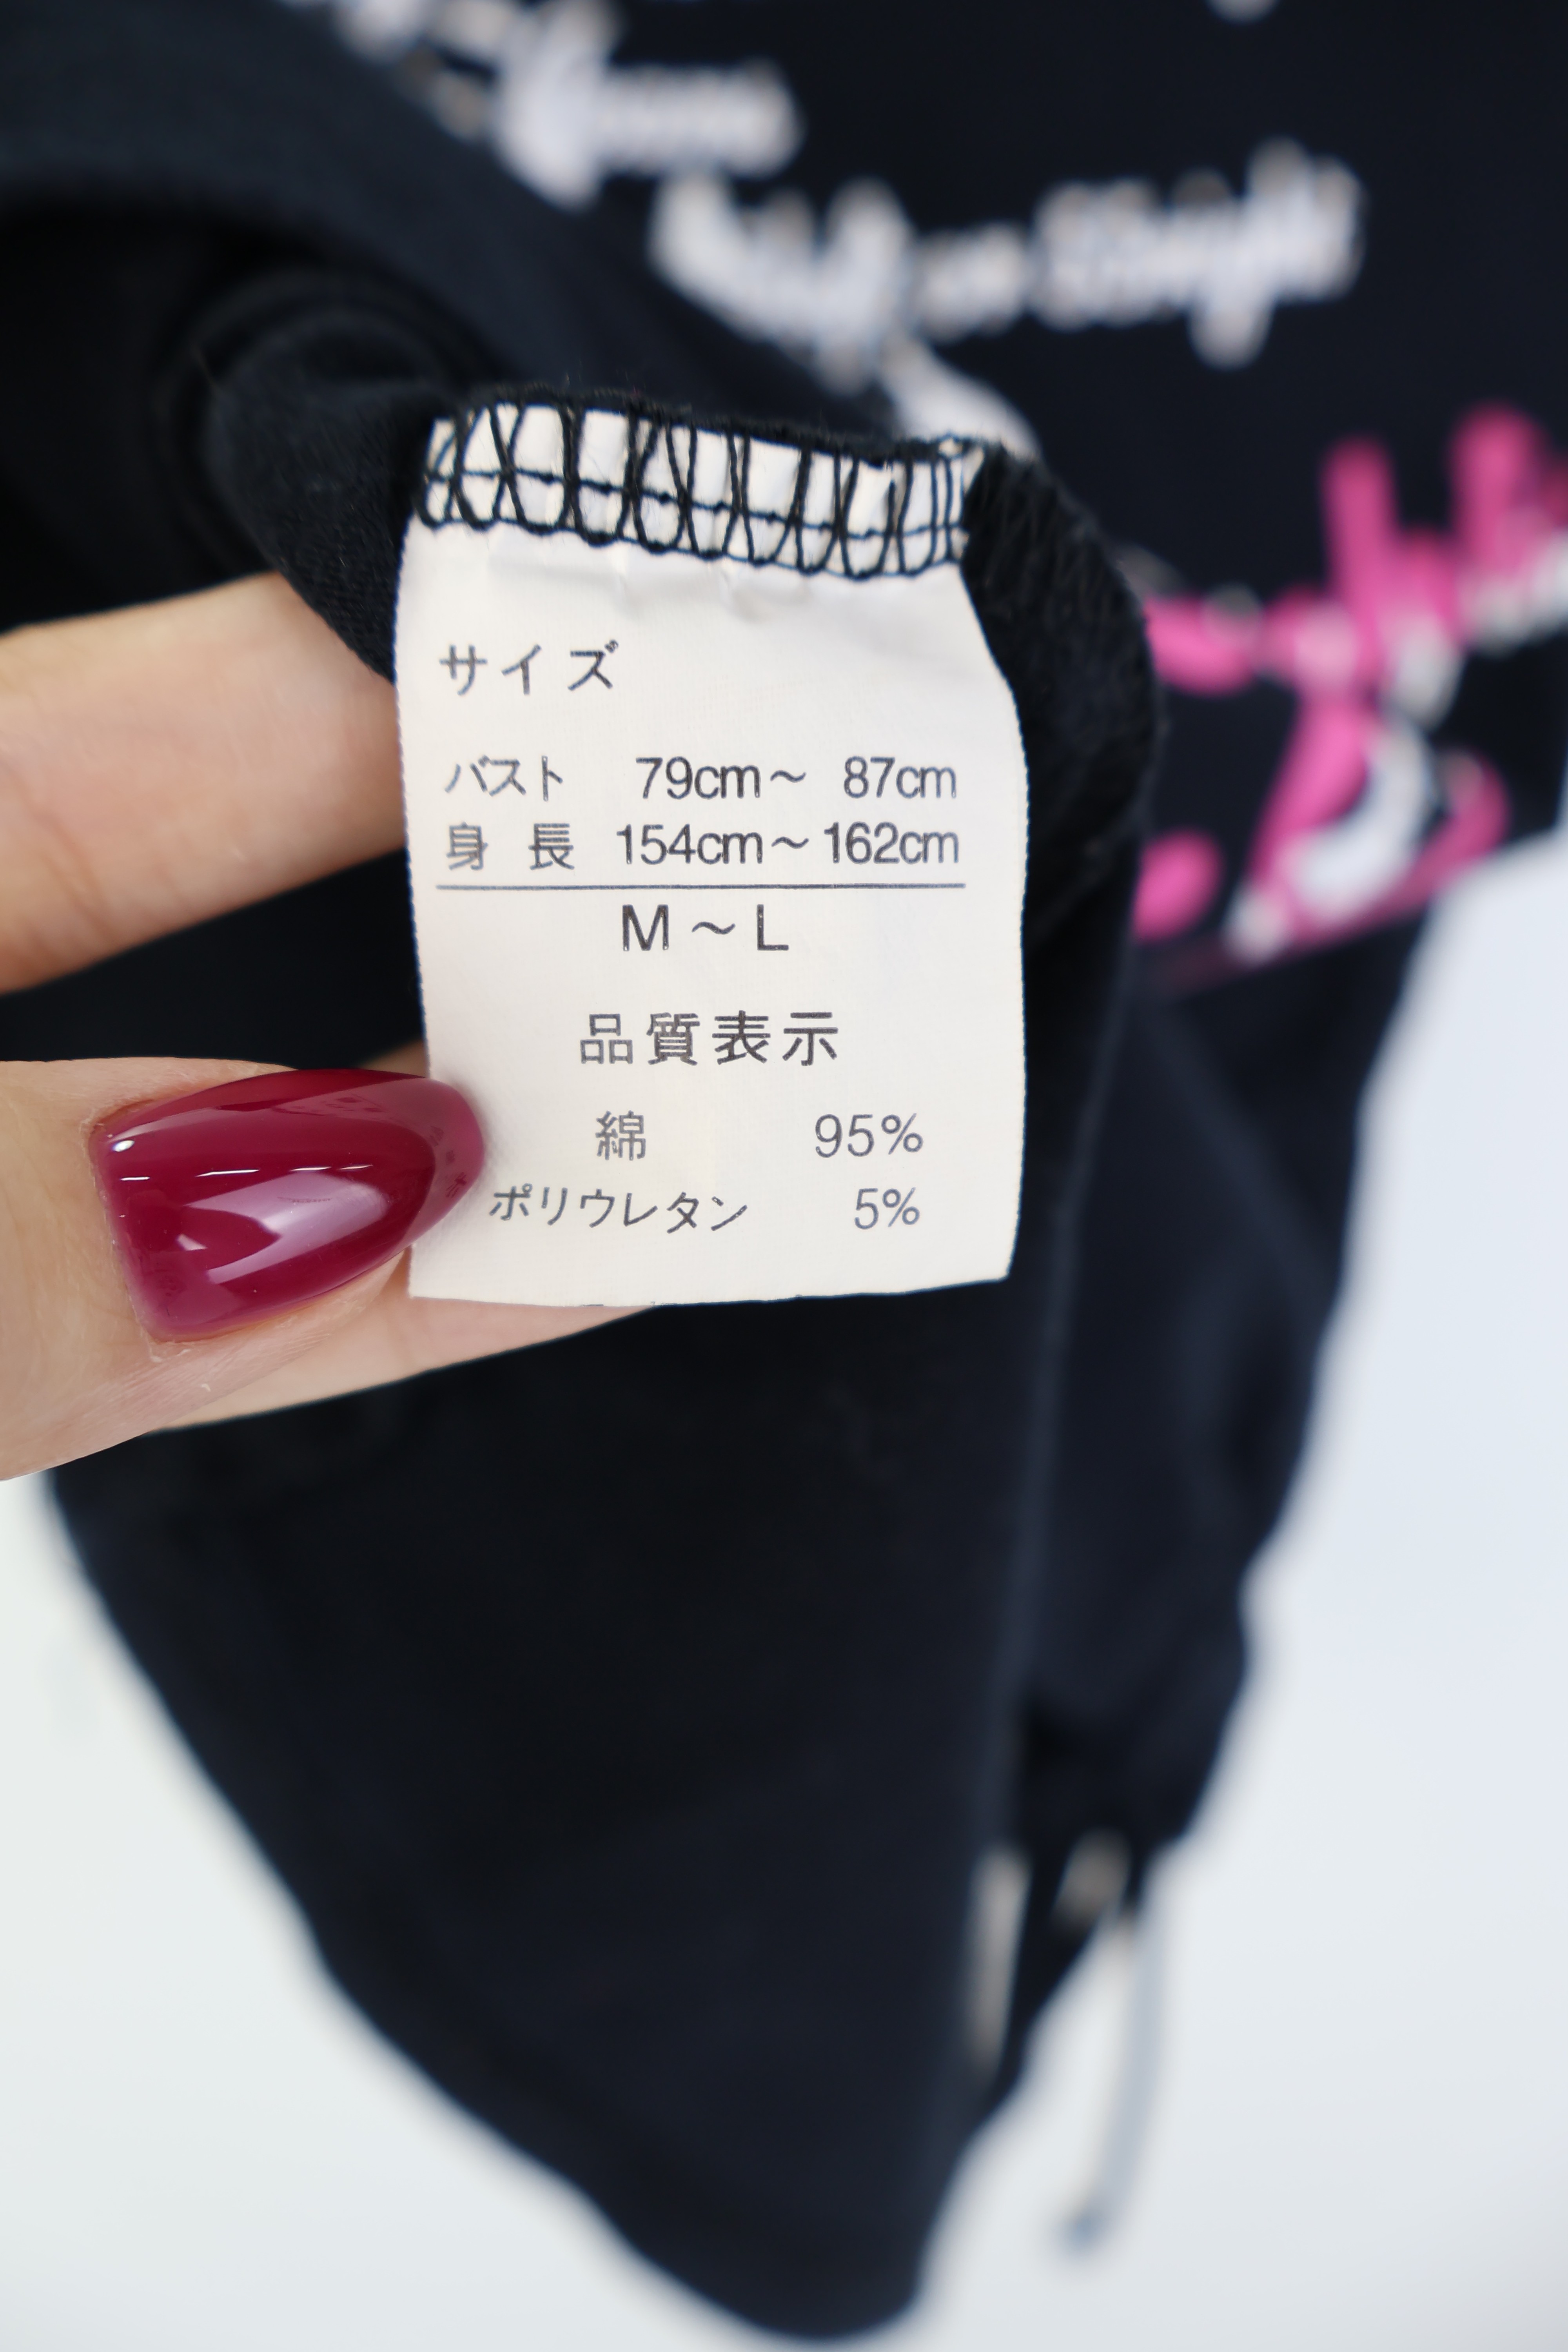 サイズ
バスト 79cm～ 87cm
身 長 154cm～162cm
M ～ L
品質表示
綿 95%
ポリウレタン 5%